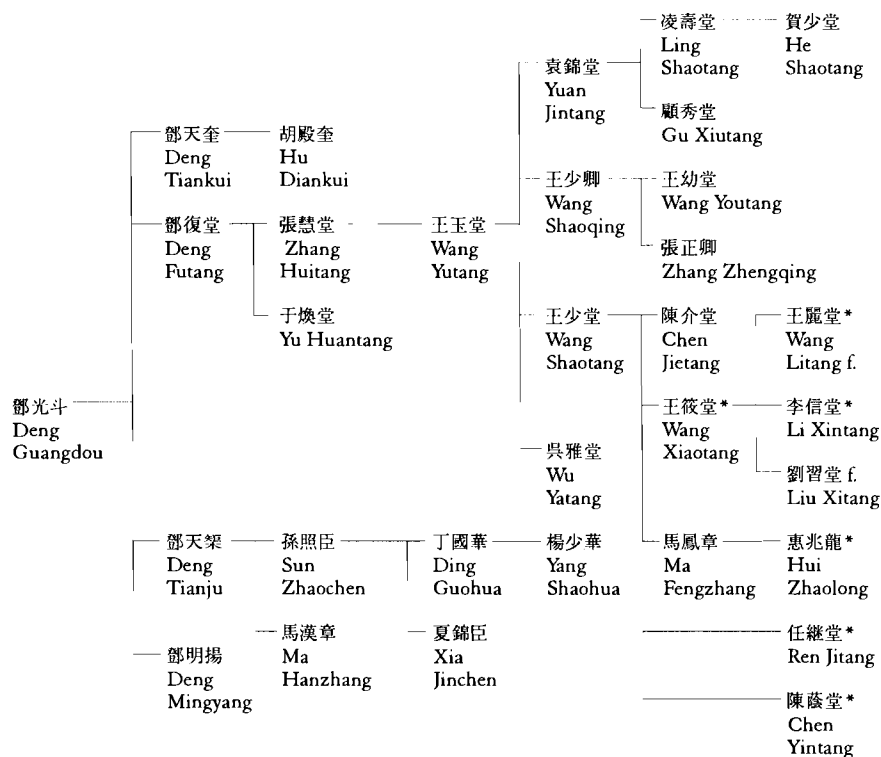 凌壽堂
Ling
Shaotang
賀少堂
He
Shaotang
袁錦堂
Yuan
Jintang
顧秀堂
Gu Xiutang
鄧天奎
Deng
Tiankui
胡殿奎
Hu
Diankui
王少卿
Wang
Shaoqing
王幼堂
Wang Youtang
鄧復堂
Deng
Futang
張慧堂
Zhang
Huitang
王玉堂
Wang
Yutang
張正卿
Zhang Zhengqing
于煥堂
Yu Huantang
王少堂
Wang
Shaotang
陳介堂
Chen
Jietang
王麗堂*
Wang
Litang f.
鄧光斗
Deng
Guangdou
王筱堂*
Wang
Xiaotang
李信堂*
Li Xintang
吳雅堂
Wu
Yatang
劉習堂 f.
Liu Xitang
鄧天榘
Deng
Tianju
孫照臣
Sun
Zhaochen
丁國華
Ding
Guohua
楊少華
Yang
Shaohua
馬鳳章
Ma
Fengzhang
惠兆龍*
Hui
Zhaolong
鄧明揚
Deng
Mingyang
馬漢章
Ma
Hanzhang
夏錦臣
Xia
Jinchen
任継堂*
Ren Jitang
陳蔭堂*
Chen
Yintang